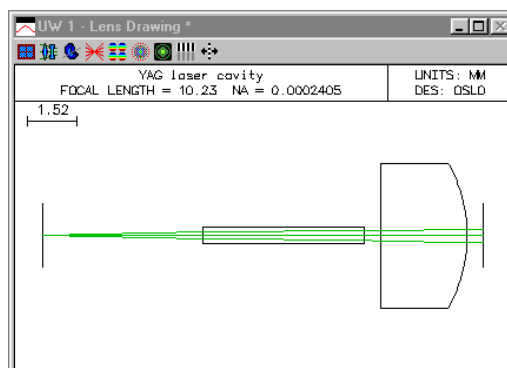 UW 1 - Lens Drawing *
YAG laser cavity
FOCAL LENGTH = 10.23 NA = 0.0002405
UNITS: MM
DES: OSLO
1.52